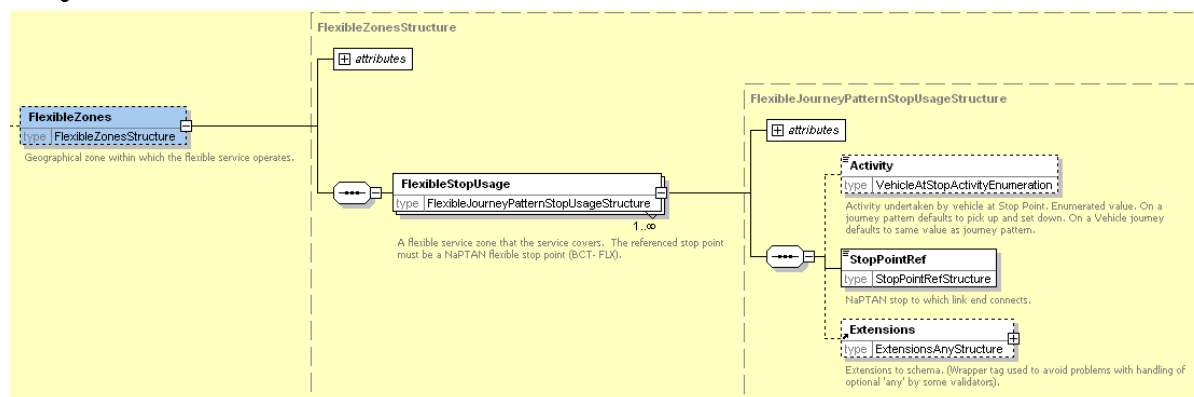 FlexibleZonesStructure
attributes
FlexibleJourneyPatternStopUsageStructure
FlexibleZones
type FlexibleZonesStructure
Geographical zone within which the flexible service operates.
attributes
FlexibleStopUsage
type FlexibleJourneyPatternStopUsageStructure
1..∞
A flexible service zone that the service covers. The referenced stop point
must be a NaPTAN flexible stop point (BCT- FLX).
Activity
type VehicleAtStopActivityEnumeration
Activity undertaken by vehicle at Stop Point. Enumerated value. On a
journey pattern defaults to pick up and set down. On a Vehicle journey
defaults to same value as journey pattern.
StopPointRef
type StopPointRefStructure
NaPTAN stop to which link end connects.
Extensions
type ExtensionsAnyStructure
Extensions to schema. (Wrapper tag used to avoid problems with handling of
optional 'any' by some validators).